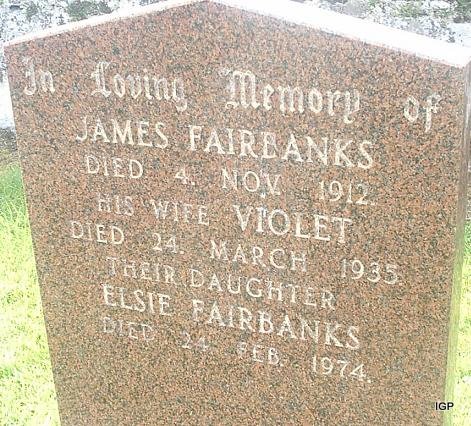 In Loving Memory of
JAMES FAIRBANKS
DIED 4. NOV. 1912.
HIS WIFE VIOLET
DIED 24. MARCH 1935.
THEIR DAUGHTER
ELSIE FAIRBANKS
DIED 24 FEB. 1974.
IGP